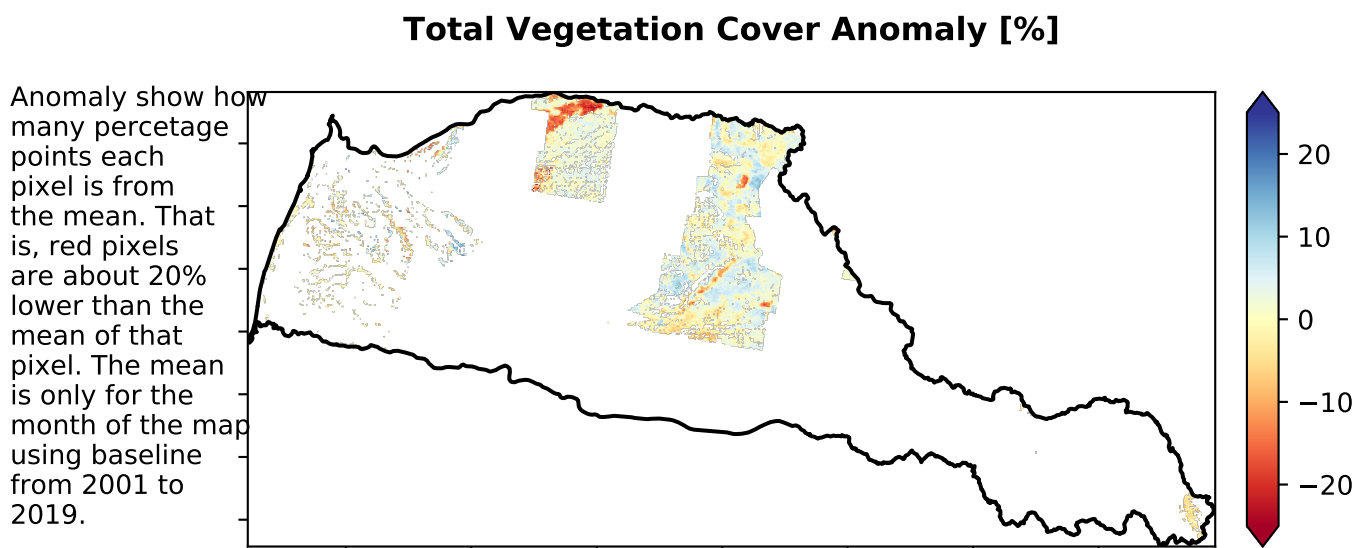 Total Vegetation Cover Anomaly [%]
Anomaly show how
many percetage
points each
pixel is from
the mean. That
is, red pixels
are about 20%
lower than the
mean of that
pixel. The mean
is only for the
month of the map
using baseline
from 2001 to
2019.
20
10
0
−10
−20